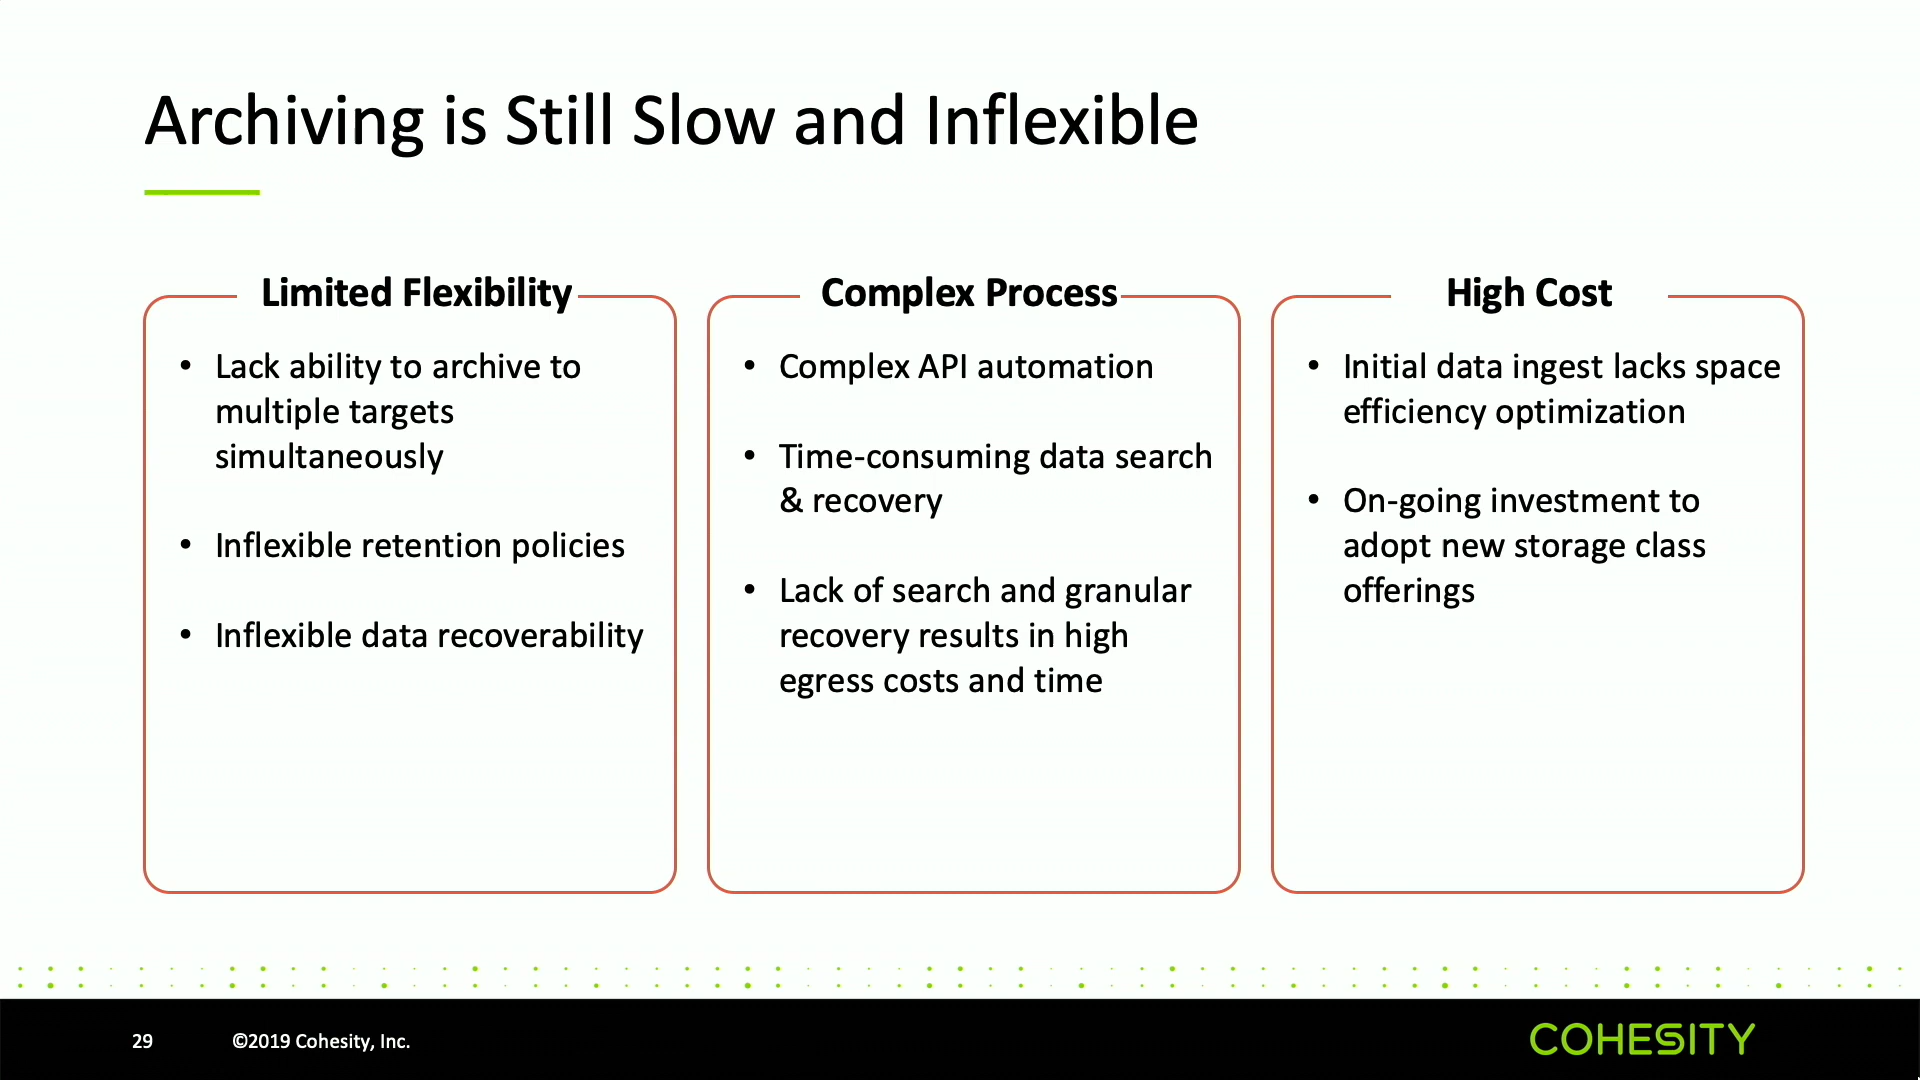 Archiving is Still Slow and Inflexible
Limited Flexibility
• Lack ability to archive to
multiple targets
simultaneously
• Inflexible retention policies
• Inflexible data recoverability
Complex Process
• Complex API automation
• Time-consuming data search
& recovery
• Lack of search and granular
recovery results in high
egress costs and time
High Cost
• Initial data ingest lacks space
efficiency optimization
• On-going investment to
adopt new storage class
offerings
29
©2019 Cohesity, Inc.
COHESITY